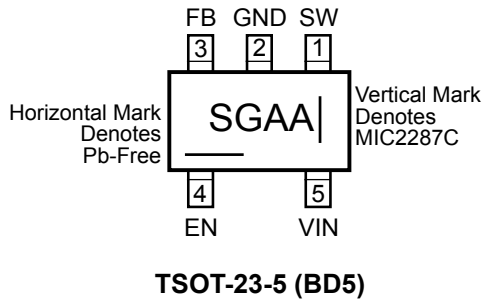 FB GND SW
3 2 1
Horizontal Mark
Denotes
Pb-Free
SGAA|
Vertical Mark
Denotes
MIC2287C
4 5
EN VIN
TSOT-23-5 (BD5)